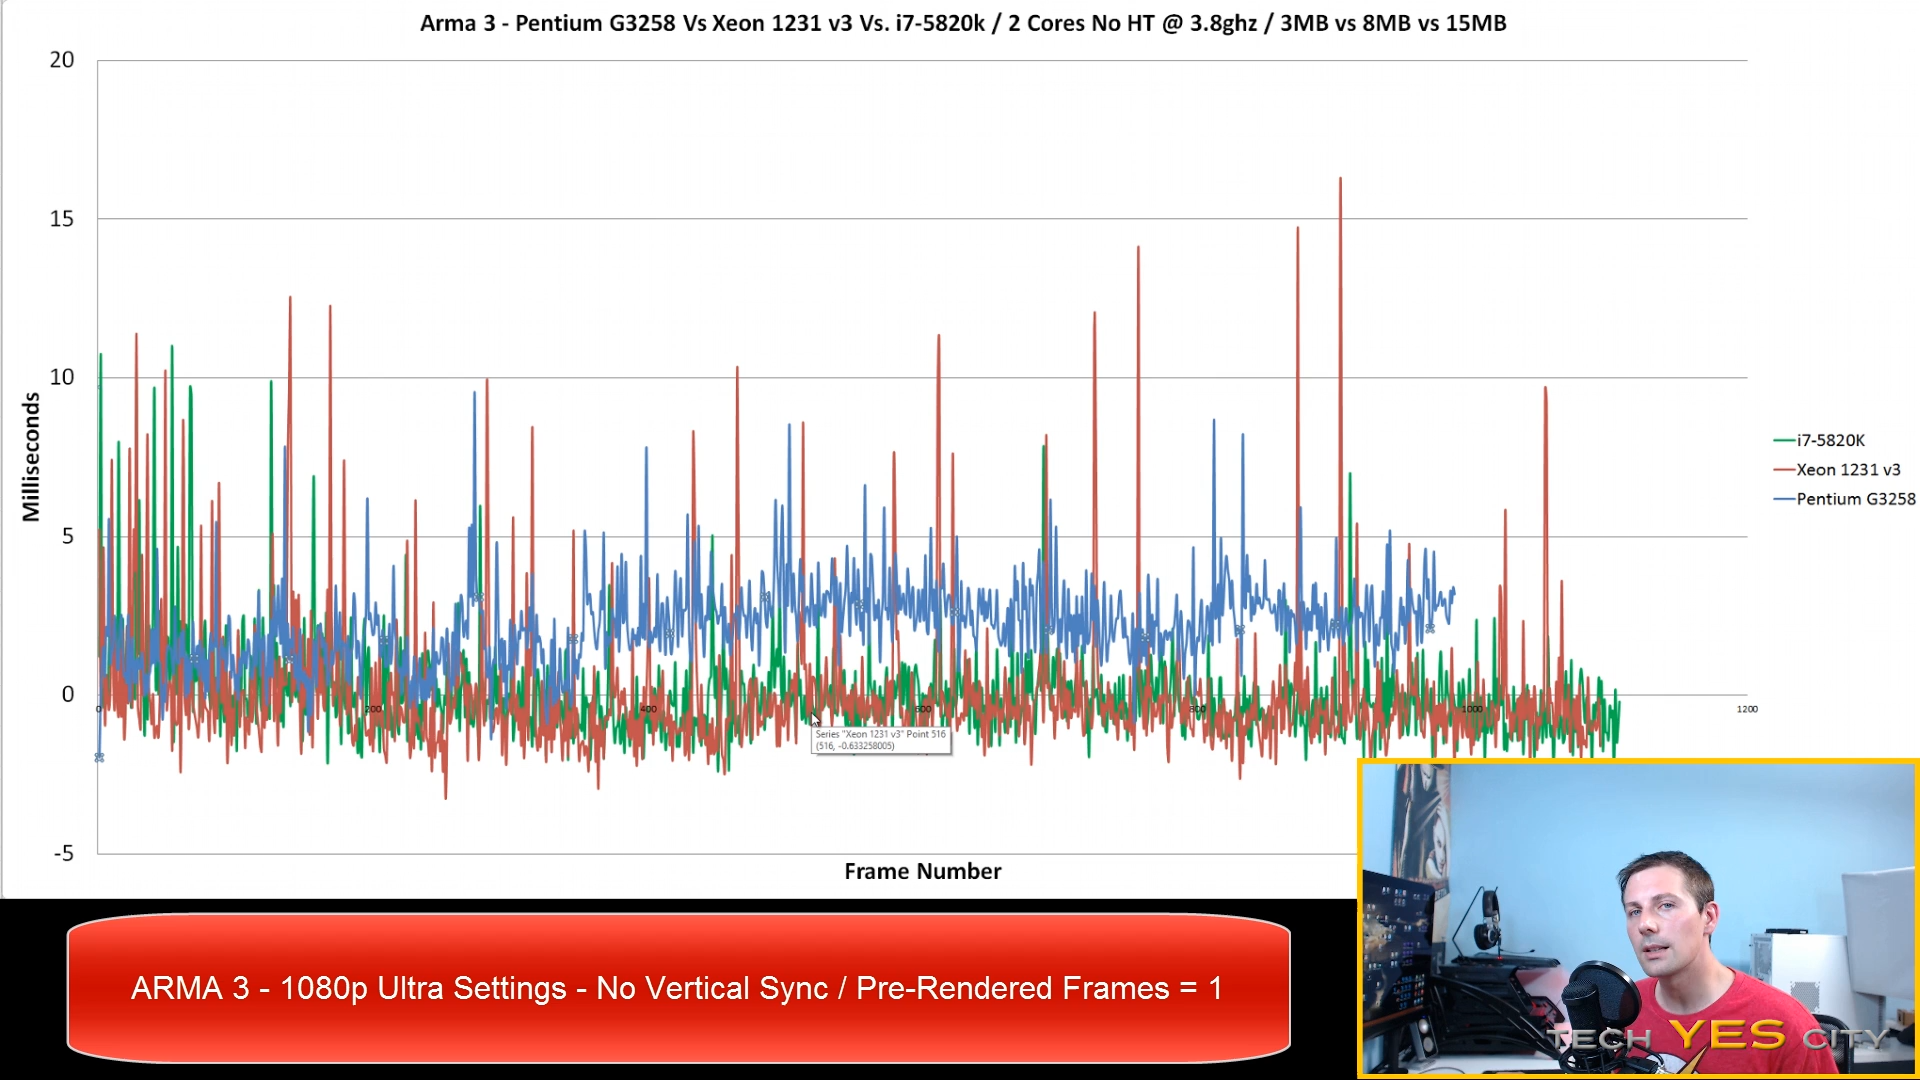 Arma 3 - Pentium G3258 Vs Xeon 1231 v3 Vs. i7-5820k / 2 Cores No HT @ 3.8ghz / 3MB vs 8MB vs 15MB
20
15
10
5
0
-5
Milliseconds
0 200 400 600 800 1000 1200
Series "Xeon 1231 v3" Point 516
(516, -0.633258005)
Frame Number
i7-5820K
Xeon 1231 v3
Pentium G3258
ARMA 3 - 1080p Ultra Settings - No Vertical Sync / Pre-Rendered Frames = 1
TECH YES CITY